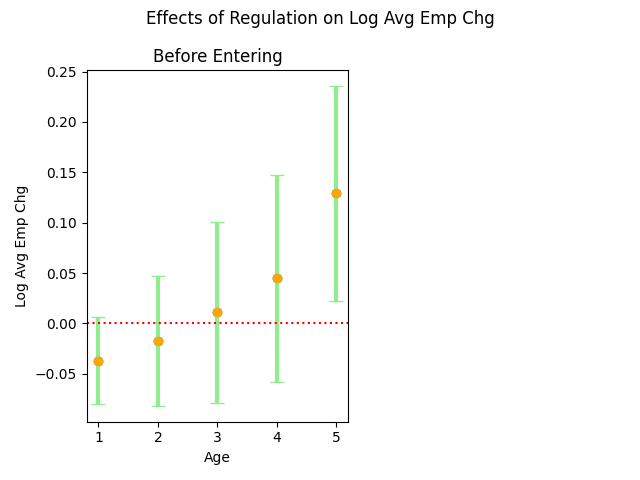 Effects of Regulation on Log Avg Emp Chg
Before Entering
0.25
0.20
0.15
0.10
0.05
0.00
−0.05
Log Avg Emp Chg
1 2 3 4 5
Age